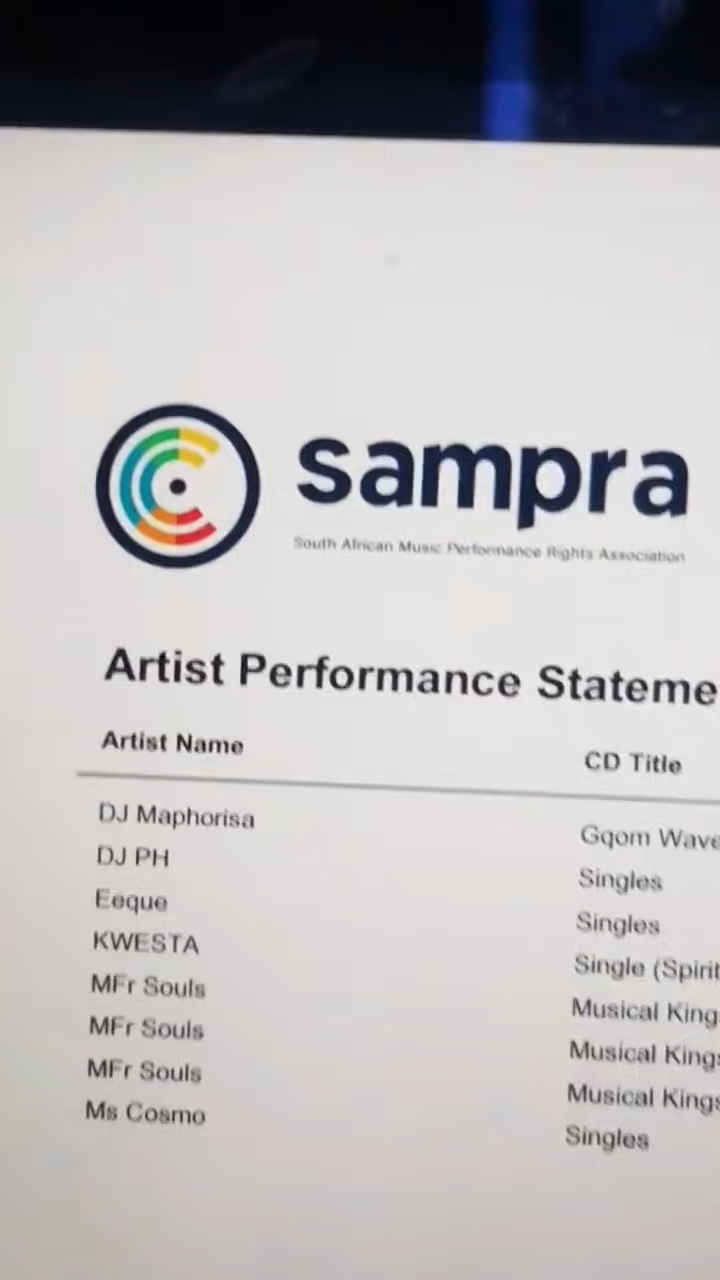 sampra
South African Music Performance Rights Association
Artist Performance Stateme
Artist Name CD Title
DJ Maphorisa Gqom Wave
DJ PH Singles
Eeque Singles
KWESTA Single (Spirit
MFr Souls Musical Kings
MFr Souls Musical Kings
MFr Souls Musical Kings
Ms Cosmo Singles